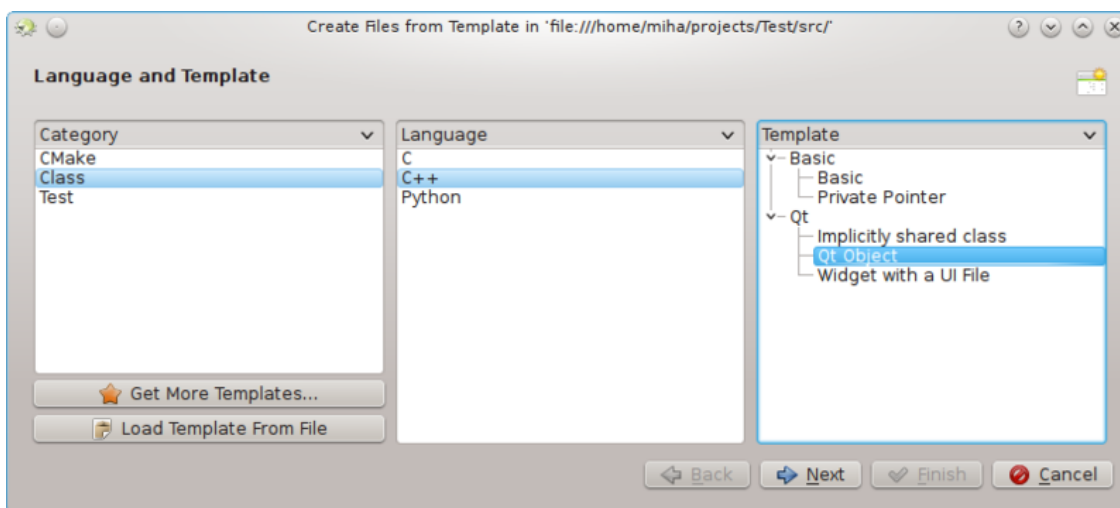 Create Files from Template in 'file:///home/miha/projects/Test/src/'
Language and Template
Category
CMake
Class
Test
Get More Templates...
Load Template From File
Language
C
C++
Python
Template
Basic
Basic
Private Pointer
Qt
Implicitly shared class
Qt Object
Widget with a UI File
Back
Next
Finish
Cancel